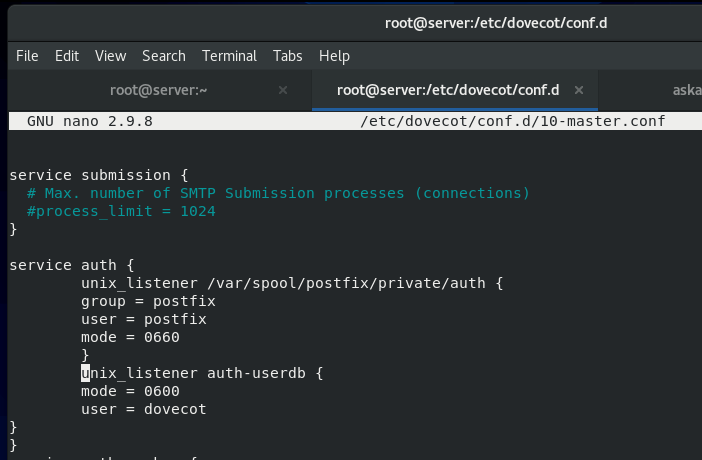 root@server:/etc/dovecot/conf.d
File Edit View Search Terminal Tabs Help
root@server:~ × root@server:/etc/dovecot/conf.d × aska
GNU nano 2.9.8 /etc/dovecot/conf.d/10-master.conf
service submission {
# Max. number of SMTP Submission processes (connections)
#process_limit = 1024
}
service auth {
unix_listener /var/spool/postfix/private/auth {
group = postfix
user = postfix
mode = 0660
}
unix_listener auth-userdb {
mode = 0600
user = dovecot
}
}